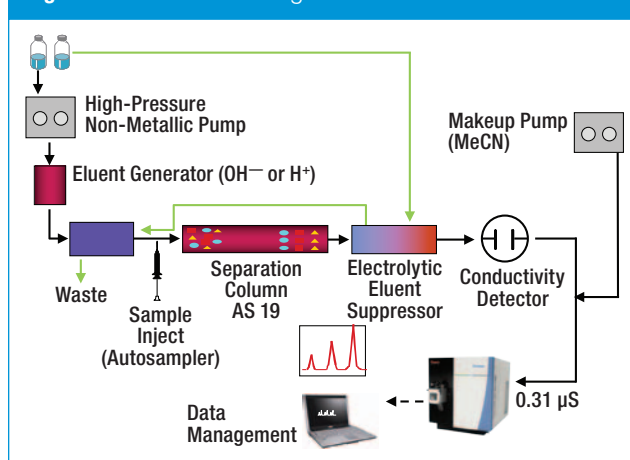 High-Pressure
Non-Metallic Pump
Makeup Pump
(MeCN)
Eluent Generator (OH— or H+)
Waste
Sample
Inject
(Autosampler)
Separation
Column
AS 19
Electrolytic
Eluent
Suppressor
Conductivity
Detector
0.31 µS
Data
Management